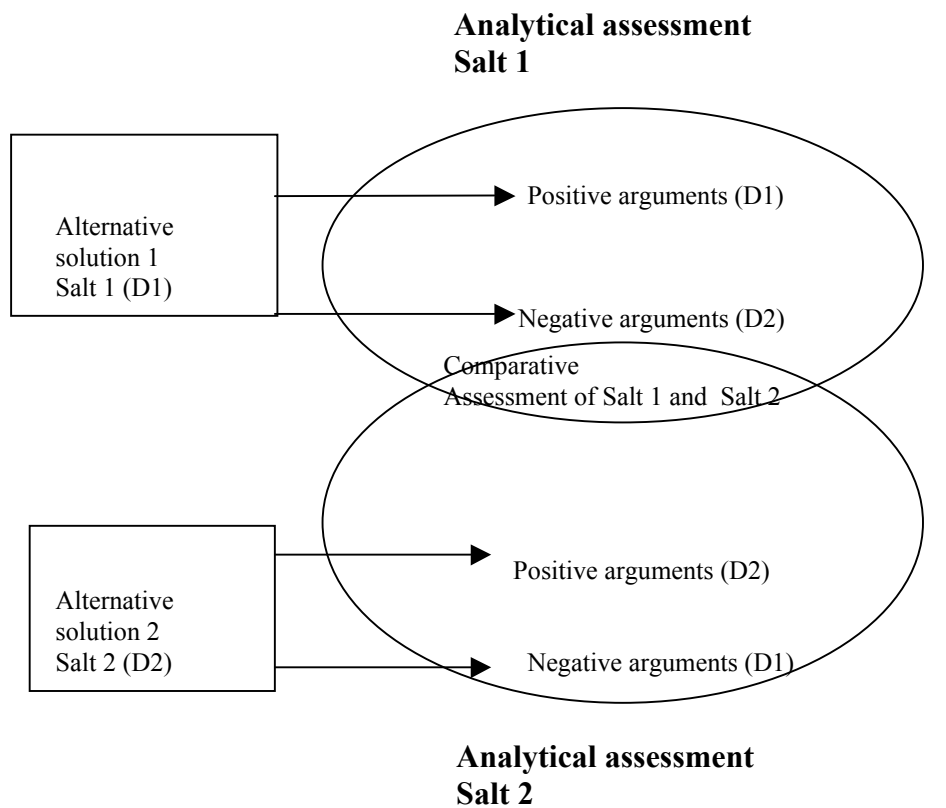 Analytical assessment
Salt 1
Positive arguments (D1)
Alternative
solution 1
Salt 1 (D1)
Negative arguments (D2)
Comparative
Assessment of Salt 1 and Salt 2
Positive arguments (D2)
Alternative
solution 2
Salt 2 (D2)
Negative arguments (D1)
Analytical assessment
Salt 2